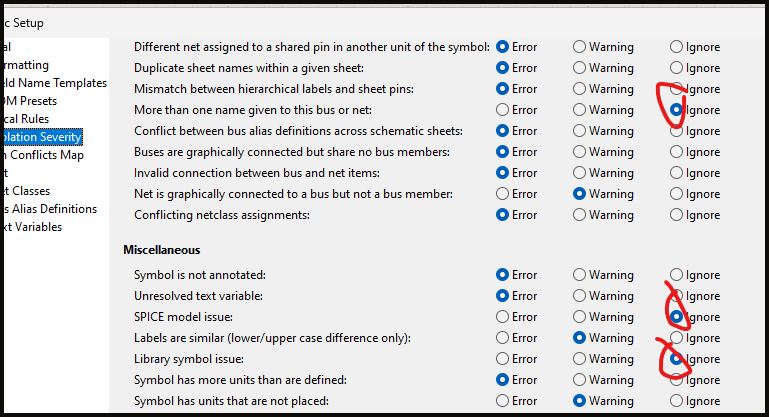 c Setup
al
rmatting
eld Name Templates
OM Presets
ical Rules
olation Severity
n Conflicts Map
t
et Classes
s Alias Definitions
xt Variables
Different net assigned to a shared pin in another unit of the symbol: Error Warning Ignore
Duplicate sheet names within a given sheet: Error Warning Ignore
Mismatch between hierarchical labels and sheet pins: Error Warning Ignore
More than one name given to this bus or net: Error Warning Ignore
Conflict between bus alias definitions across schematic sheets: Error Warning Ignore
Buses are graphically connected but share no bus members: Error Warning Ignore
Invalid connection between bus and net items: Error Warning Ignore
Net is graphically connected to a bus but not a bus member: Error Warning Ignore
Conflicting netclass assignments: Error Warning Ignore
Miscellaneous
Symbol is not annotated: Error Warning Ignore
Unresolved text variable: Error Warning Ignore
SPICE model issue: Error Warning Ignore
Labels are similar (lower/upper case difference only): Error Warning Ignore
Library symbol issue: Error Warning Ignore
Symbol has more units than are defined: Error Warning Ignore
Symbol has units that are not placed: Error Warning Ignore